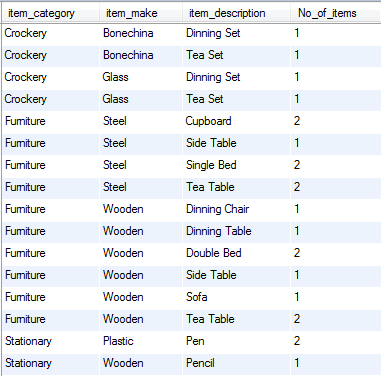 item_category item_make item_description No_of_items
Crockery Bonechina Dinning Set 1
Crockery Bonechina Tea Set 1
Crockery Glass Dinning Set 1
Crockery Glass Tea Set 1
Furniture Steel Cupboard 2
Furniture Steel Side Table 1
Furniture Steel Single Bed 2
Furniture Steel Tea Table 2
Furniture Wooden Dinning Chair 1
Furniture Wooden Dinning Table 1
Furniture Wooden Double Bed 2
Furniture Wooden Side Table 1
Furniture Wooden Sofa 1
Furniture Wooden Tea Table 2
Stationary Plastic Pen 2
Stationary Wooden Pencil 1